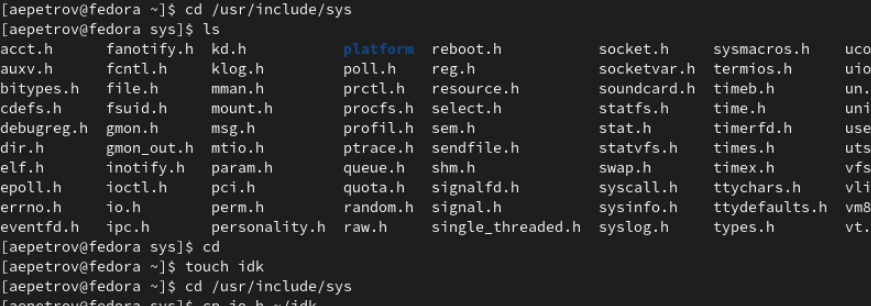 [aepetrov@fedora ~]$ cd /usr/include/sys
[aepetrov@fedora sys]$ ls
acct.h fanotify.h kd.h platform reboot.h socket.h sysmacros.h uco
auxv.h fcntl.h klog.h poll.h reg.h socketvar.h termios.h uio
bitypes.h file.h mman.h prctl.h resource.h soundcard.h timeb.h un.
cdefs.h fsuid.h mount.h procfs.h select.h statfs.h time.h uni
debugreg.h gmon.h msg.h profil.h sem.h stat.h timerfd.h use
dir.h gmon_out.h mtio.h ptrace.h sendfile.h statvfs.h times.h uts
elf.h inotify.h param.h queue.h shm.h swap.h timex.h vfs
epoll.h ioctl.h pci.h quota.h signalfd.h syscall.h ttychars.h vli
errno.h io.h perm.h random.h signal.h sysinfo.h ttydefaults.h vm8
eventfd.h ipc.h personality.h raw.h single_threaded.h syslog.h types.h vt.
[aepetrov@fedora sys]$ cd
[aepetrov@fedora ~]$ touch idk
[aepetrov@fedora ~]$ cd /usr/include/sys
[aepetrov@fedora sys]$ cp io.h ~/idk